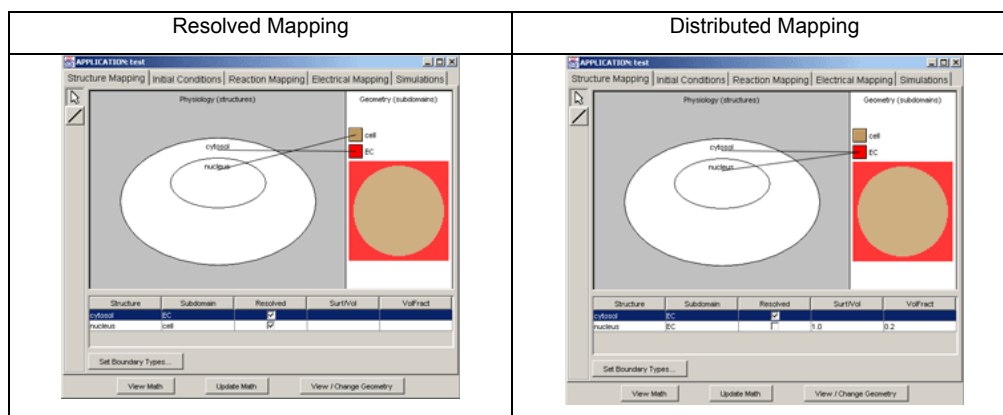 Resolved Mapping
Distributed Mapping
APPLICATION: test
Structure Mapping Initial Conditions Reaction Mapping Electrical Mapping Simulations
Physiology (structures)
Geometry (subdomains)
cell
cytosol
EC
nucleus
Structure Subdomain Resolved Surf/Vol VolFract
cytosol EC
nucleus cell
Set Boundary Types...
View Math Update Math View / Change Geometry
APPLICATION: test
Structure Mapping Initial Conditions Reaction Mapping Electrical Mapping Simulations
Physiology (structures)
Geometry (subdomains)
cell
cytosol
EC
nucleus
Structure Subdomain Resolved Surf/Vol VolFract
cytosol EC
nucleus EC 1.0 0.2
Set Boundary Types...
View Math Update Math View / Change Geometry